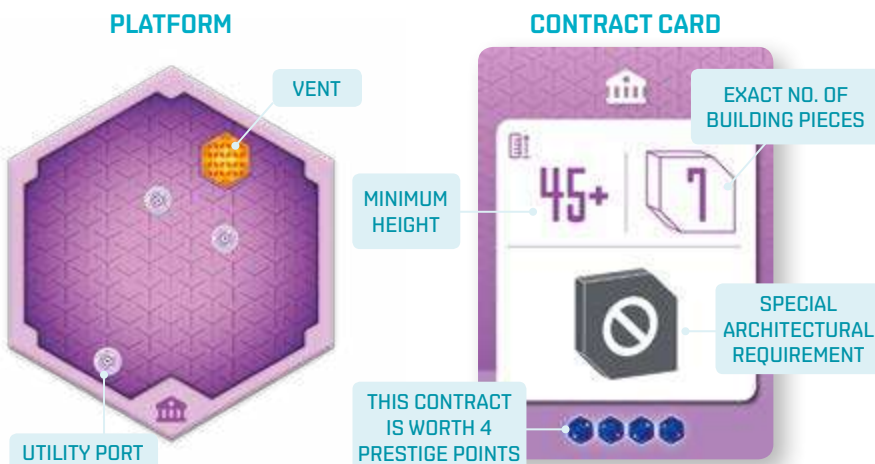 PLATFORM
VENT
UTILITY PORT
CONTRACT CARD
EXACT NO. OF
BUILDING PIECES
MINIMUM
HEIGHT
45+
7
SPECIAL
ARCHITECTURAL
REQUIREMENT
THIS CONTRACT
IS WORTH 4
PRESTIGE POINTS